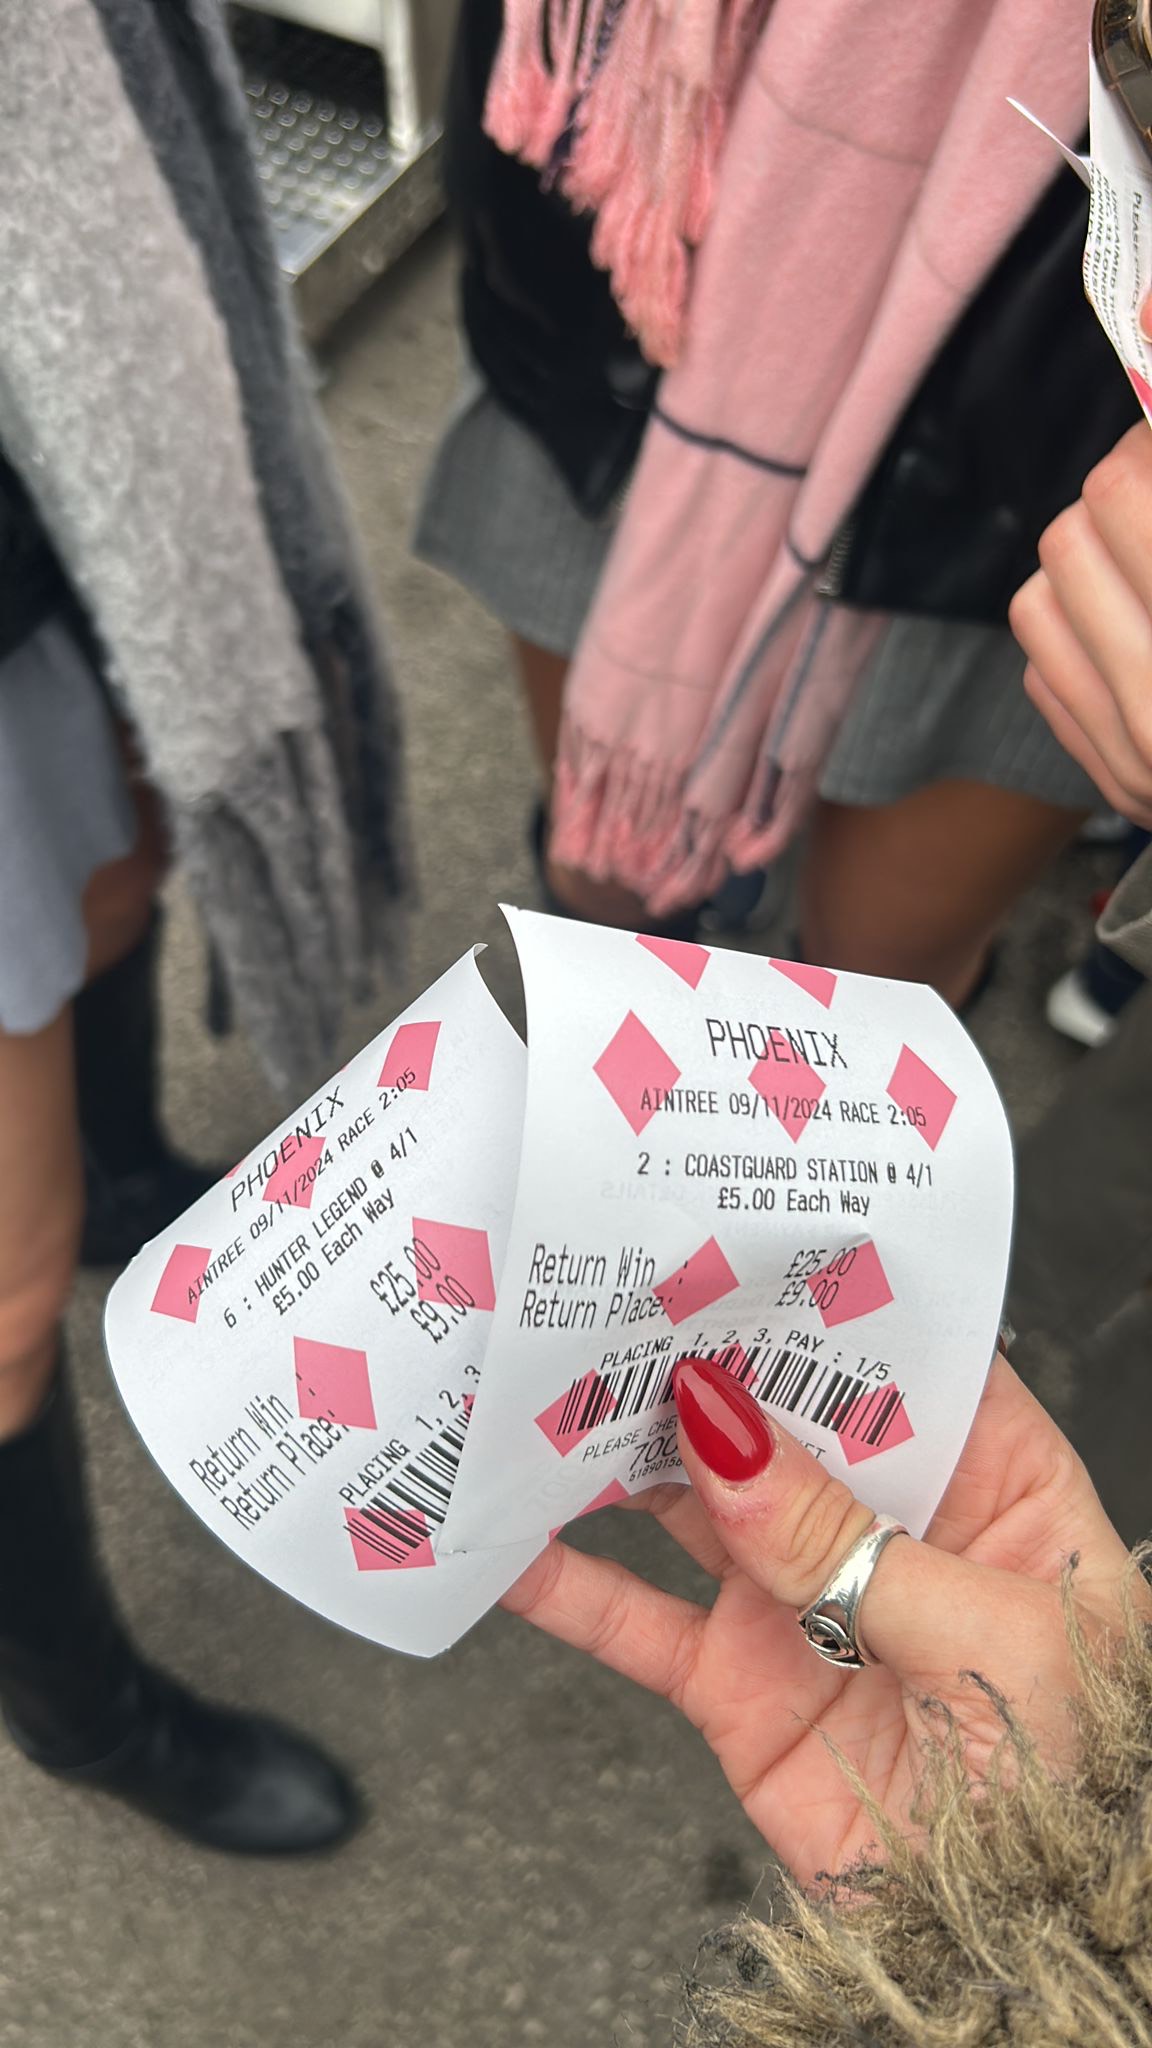 PHOENIX
AINTREE 09/11/2024 RACE 2:05
6 : HUNTER LEGEND @ 4/1
£5.00 Each Way
Return Win : £25.00
Return Place: £9.00
PLACING 1, 2, 3
PHOENIX
AINTREE 09/11/2024 RACE 2:05
2 : COASTGUARD STATION @ 4/1
£5.00 Each Way
Return Win : £25.00
Return Place: £9.00
PLACING 1, 2, 3, PAY : 1/5
PLEASE
PLEASE